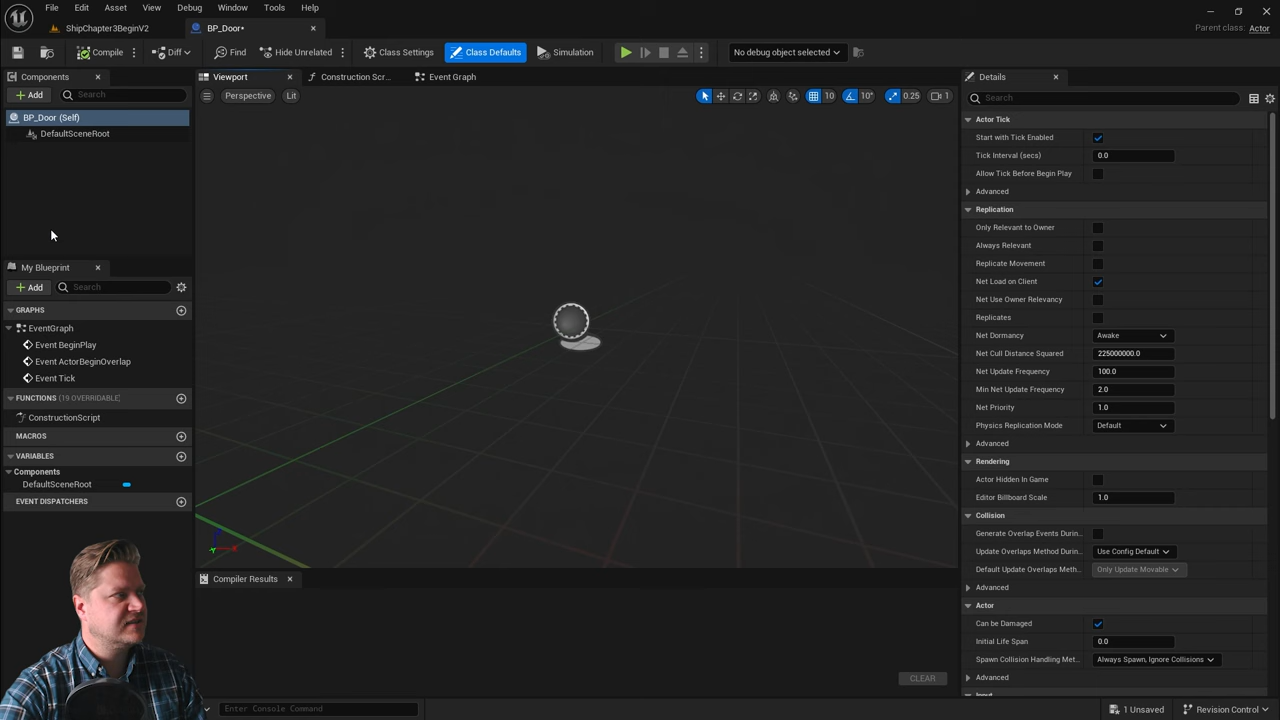 File Edit Asset View Debug Window Tools Help
ShipChapter3BeginV2
BP_Door•
Parent class: Actor
Compile
Diff
Find
Hide Unrelated
Class Settings
Class Defaults
Simulation
No debug object selected
Components
Add
Search
BP_Door (Self)
DefaultSceneRoot
My Blueprint
Add
Search
GRAPHS
EventGraph
Event BeginPlay
Event ActorBeginOverlap
Event Tick
FUNCTIONS (19 OVERRIDABLE)
ConstructionScript
MACROS
VARIABLES
Components
DefaultSceneRoot
EVENT DISPATCHERS
Viewport
Construction Scr...
Event Graph
Perspective
Lit
10
10°
0.25
1
Compiler Results
CLEAR
Enter Console Command
Details
Search
Actor Tick
Start with Tick Enabled
Tick Interval (secs) 0.0
Allow Tick Before Begin Play
Advanced
Replication
Only Relevant to Owner
Always Relevant
Replicate Movement
Net Load on Client
Net Use Owner Relevancy
Replicates
Net Dormancy Awake
Net Cull Distance Squared 225000000.0
Net Update Frequency 100.0
Min Net Update Frequency 2.0
Net Priority 1.0
Physics Replication Mode Default
Advanced
Rendering
Actor Hidden In Game
Editor Billboard Scale 1.0
Collision
Generate Overlap Events Durin...
Update Overlaps Method Durin... Use Config Default
Default Update Overlaps Meth... Only Update Movable
Advanced
Actor
Can be Damaged
Initial Life Span 0.0
Spawn Collision Handling Met... Always Spawn, Ignore Collisions
Advanced
Input
1 Unsaved
Revision Control